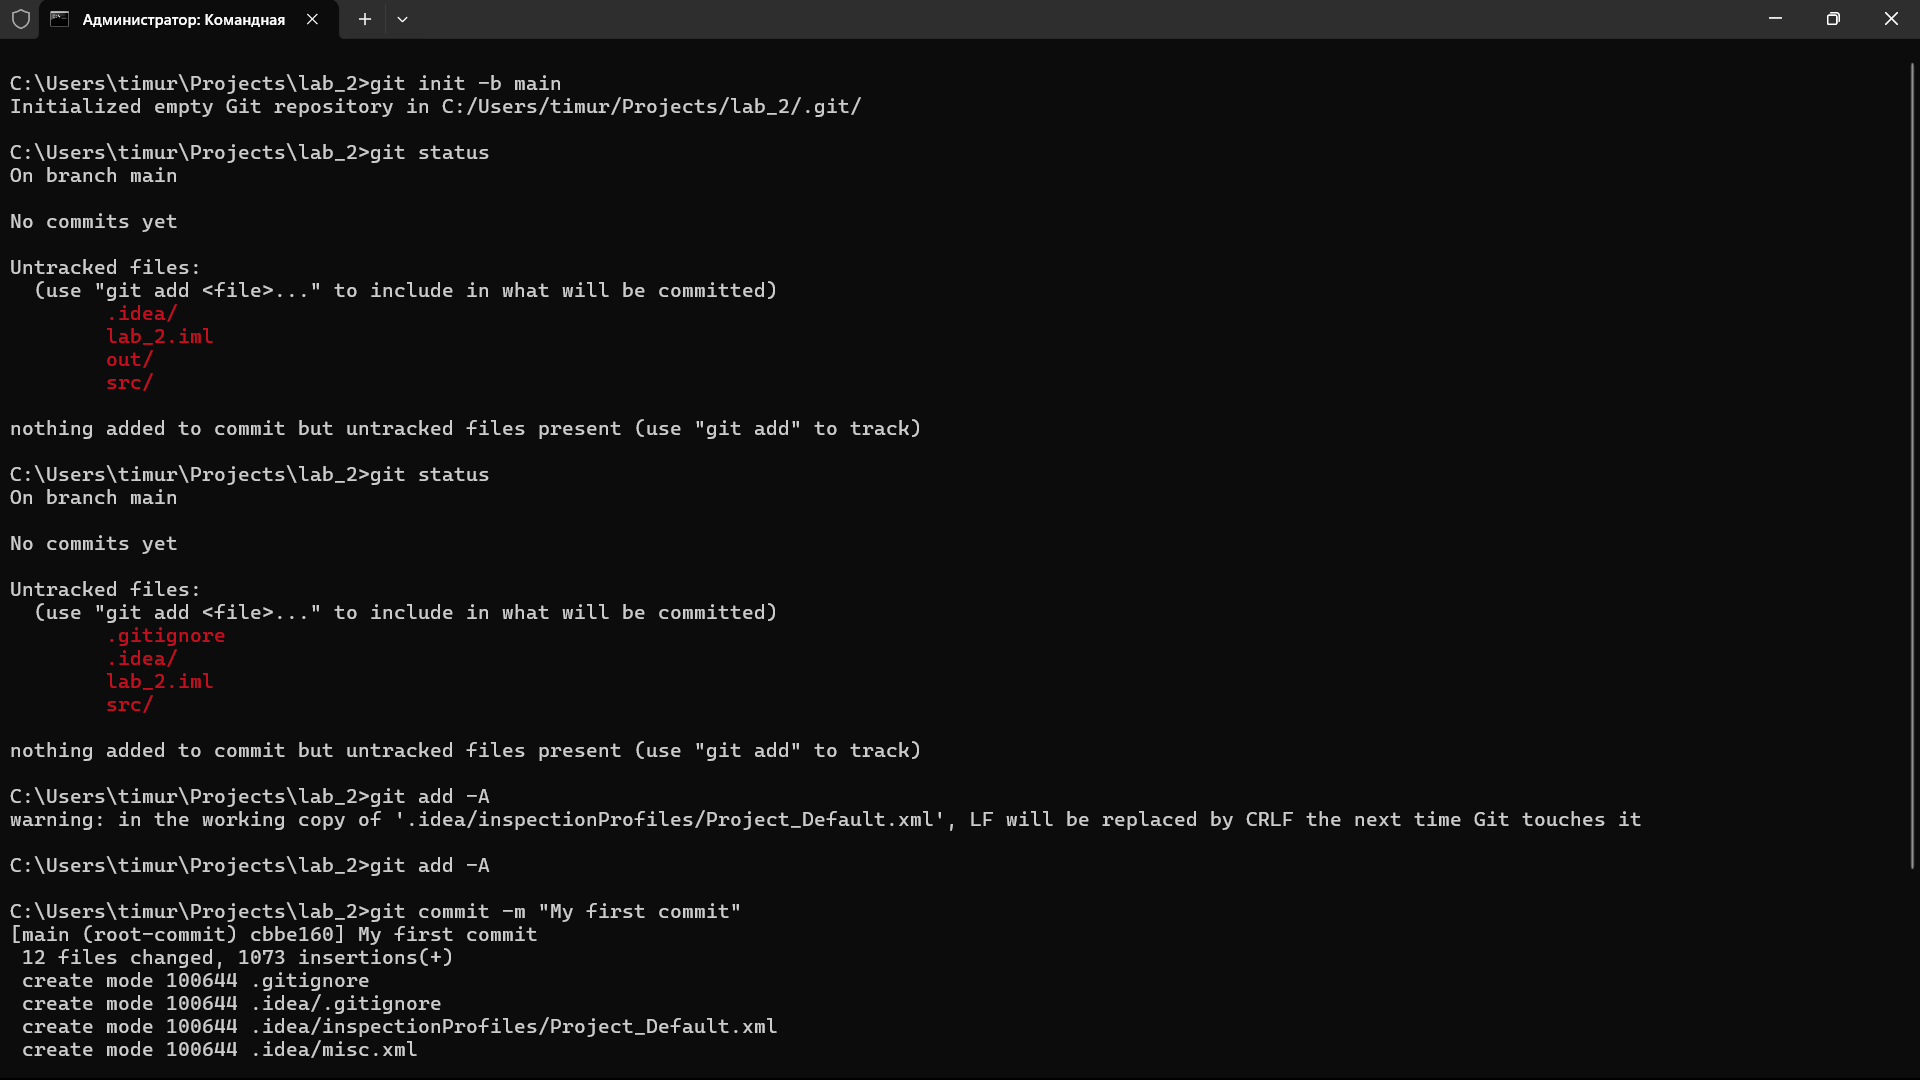 Администратор: Командная
C:\Users\timur\Projects\lab_2>git init -b main
Initialized empty Git repository in C:/Users/timur/Projects/lab_2/.git/
C:\Users\timur\Projects\lab_2>git status
On branch main
No commits yet
Untracked files:
  (use "git add <file>..." to include in what will be committed)
        .idea/
        lab_2.iml
        out/
        src/
nothing added to commit but untracked files present (use "git add" to track)
C:\Users\timur\Projects\lab_2>git status
On branch main
No commits yet
Untracked files:
  (use "git add <file>..." to include in what will be committed)
        .gitignore
        .idea/
        lab_2.iml
        src/
nothing added to commit but untracked files present (use "git add" to track)
C:\Users\timur\Projects\lab_2>git add -A
warning: in the working copy of '.idea/inspectionProfiles/Project_Default.xml', LF will be replaced by CRLF the next time Git touches it
C:\Users\timur\Projects\lab_2>git add -A
C:\Users\timur\Projects\lab_2>git commit -m "My first commit"
[main (root-commit) cbbe160] My first commit
 12 files changed, 1073 insertions(+)
 create mode 100644 .gitignore
 create mode 100644 .idea/.gitignore
 create mode 100644 .idea/inspectionProfiles/Project_Default.xml
 create mode 100644 .idea/misc.xml